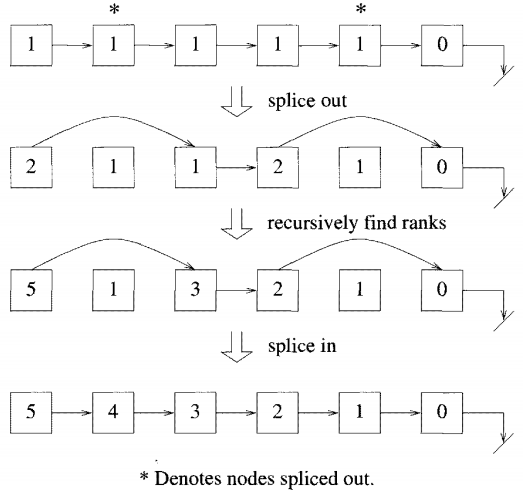 * *
1 1 1 1 1 0
splice out
2 1 1 2 1 0
recursively find ranks
5 1 3 2 1 0
splice in
5 4 3 2 1 0
* Denotes nodes spliced out.